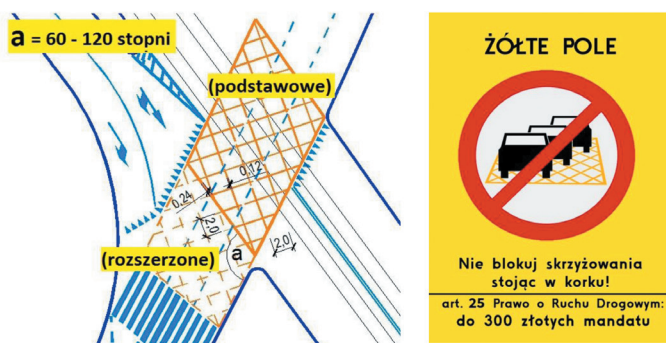 a = 60 - 120 stopni
(podstawowe)
0,12
0,24
2,0
a
2,0
(rozszerzone)
ŻÓŁTE POLE
Nie blokuj skrzyżowania
stojąc w korku!
art. 25 Prawo o Ruchu Drogowym:
do 300 złotych mandatu